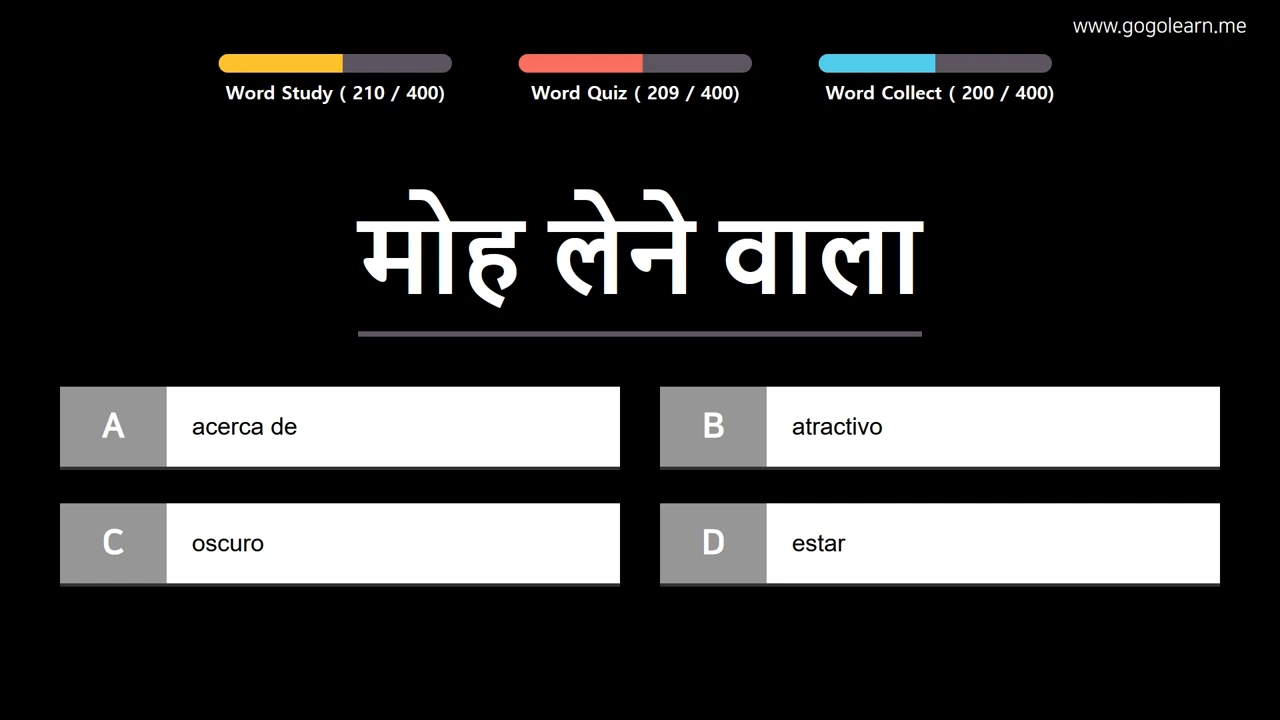 www.gogolearn.me
Word Study ( 210 / 400)
Word Quiz ( 209 / 400)
Word Collect ( 200 / 400)
मोह लेने वाला
A acerca de
B atractivo
C oscuro
D estar